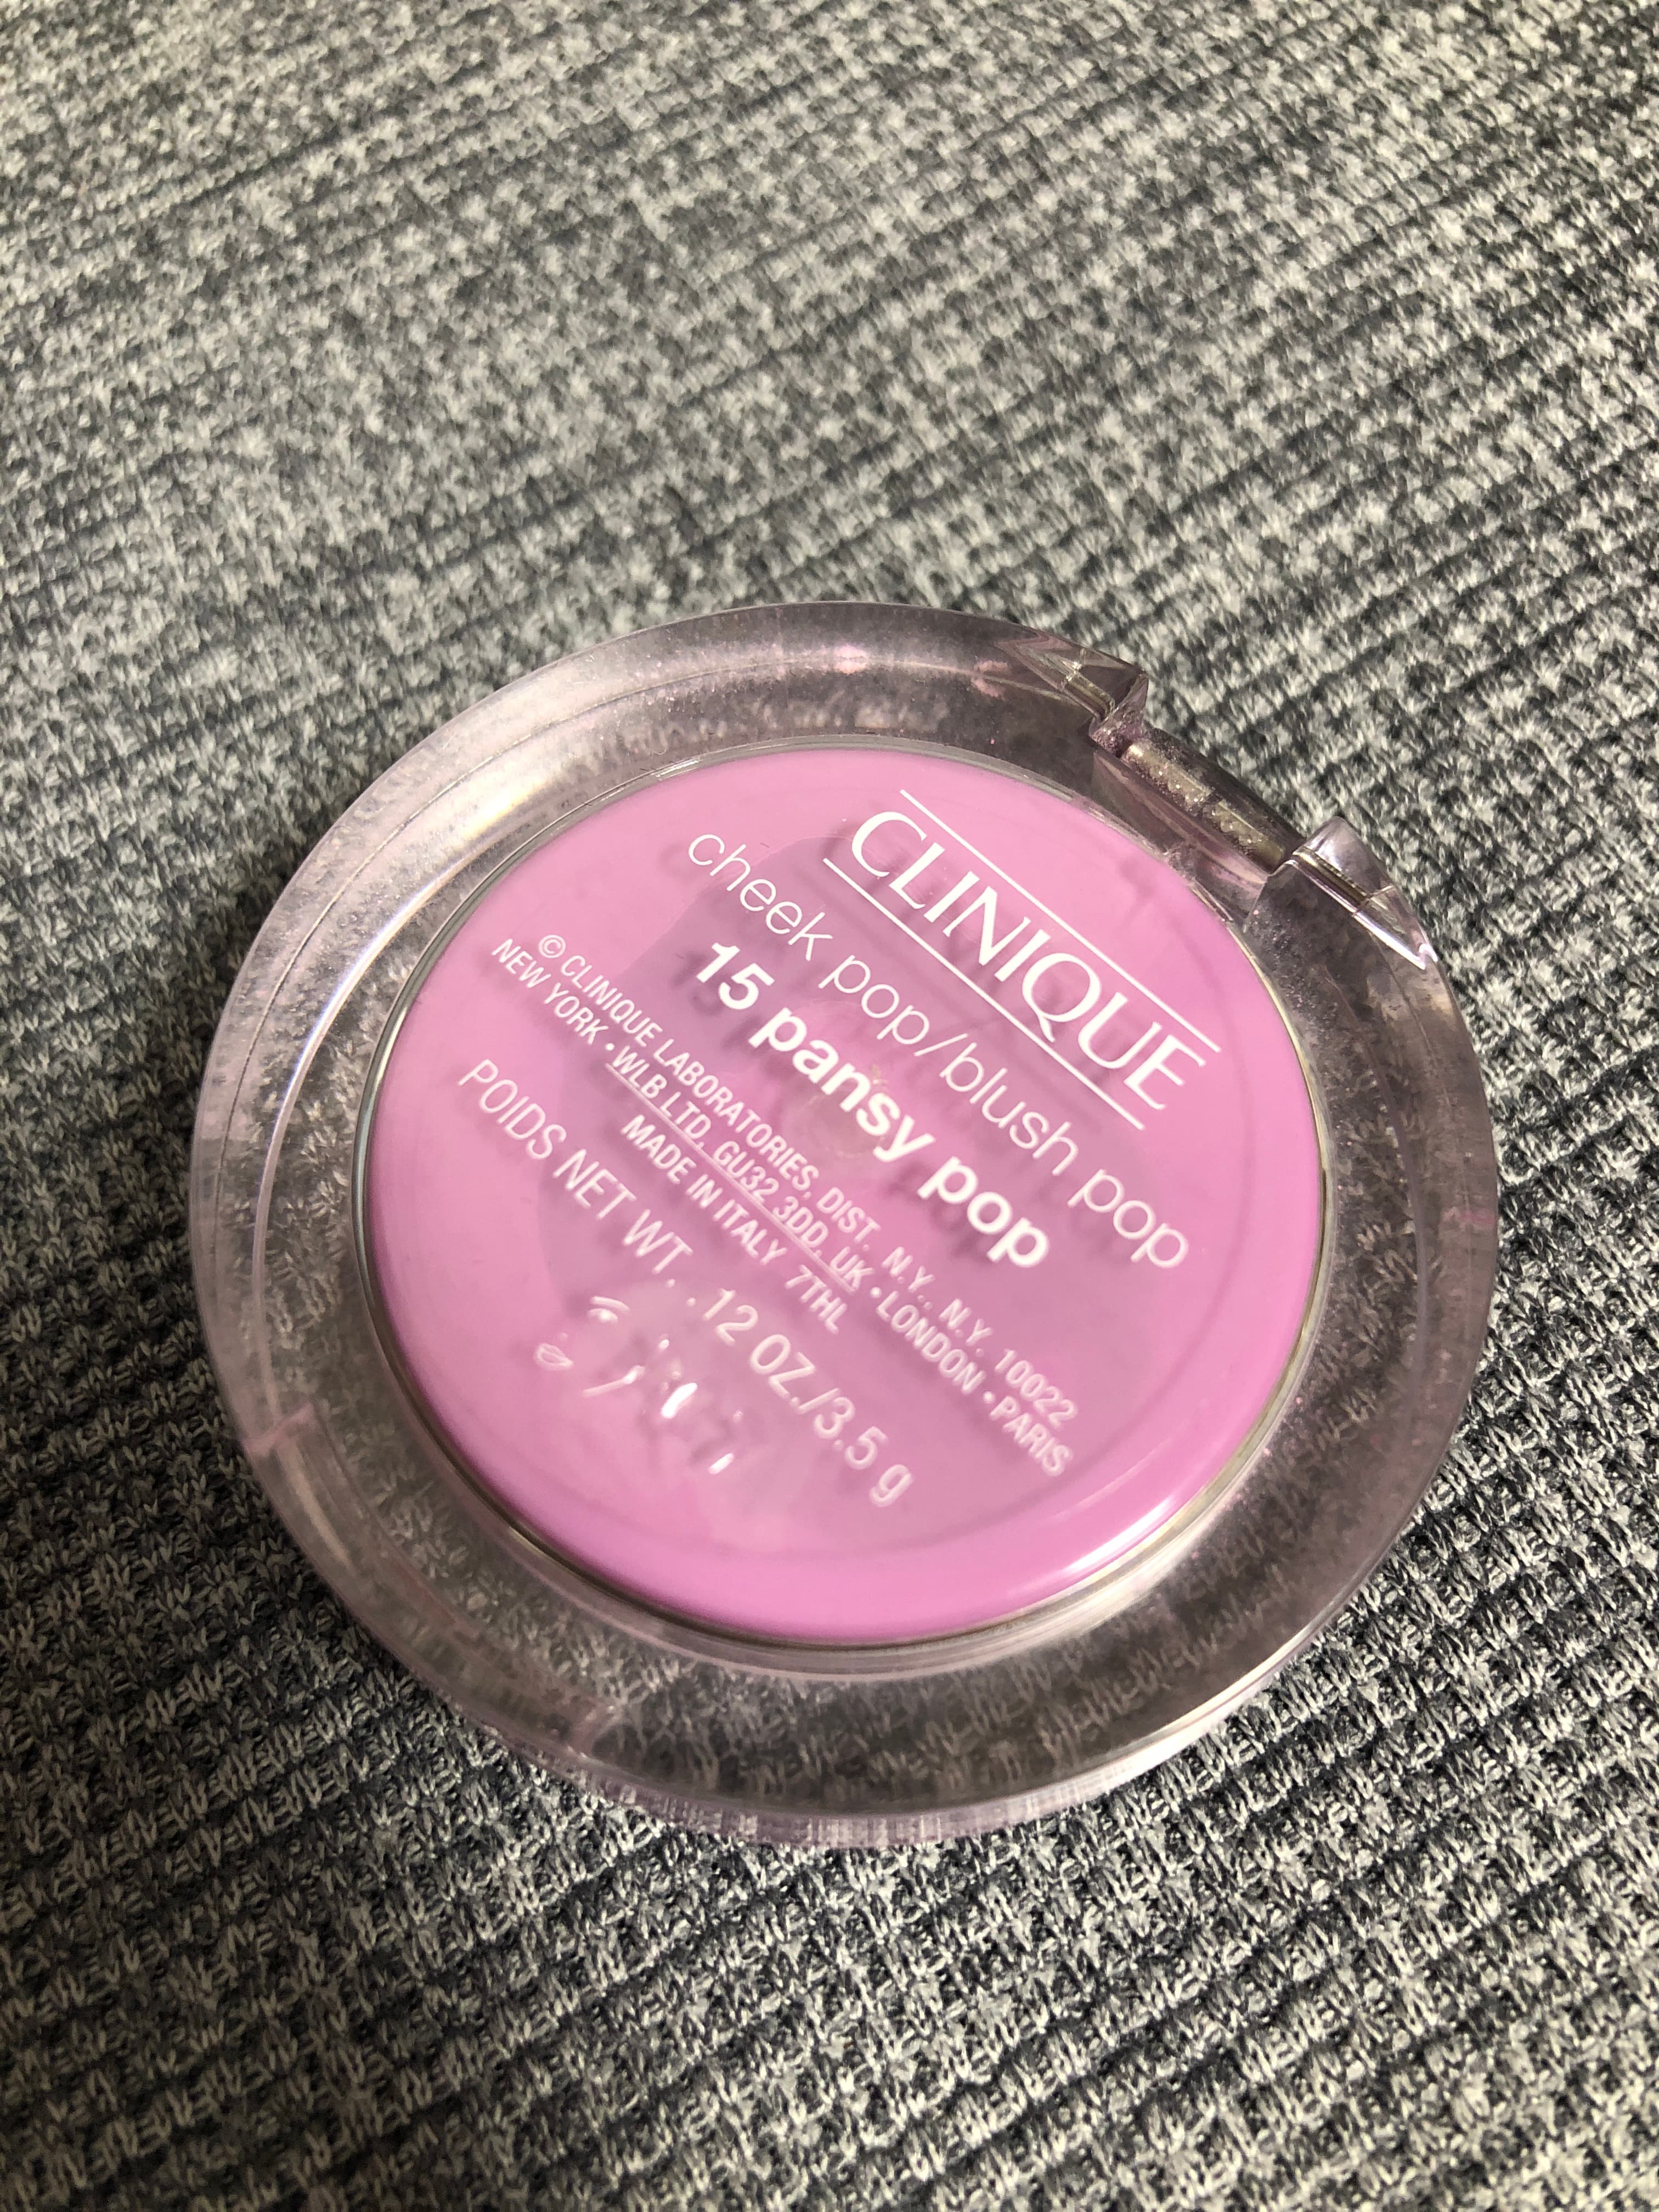 CLINIQUE
cheek pop/blush pop
15 pansy pop
© CLINIQUE LABORATORIES, DIST. N.Y., N.Y. 10022
NEW YORK • WLB LTD, GU32 3DD, UK • LONDON • PARIS
MADE IN ITALY 7THL
POIDS NET WT. .12 OZ./3.5 g